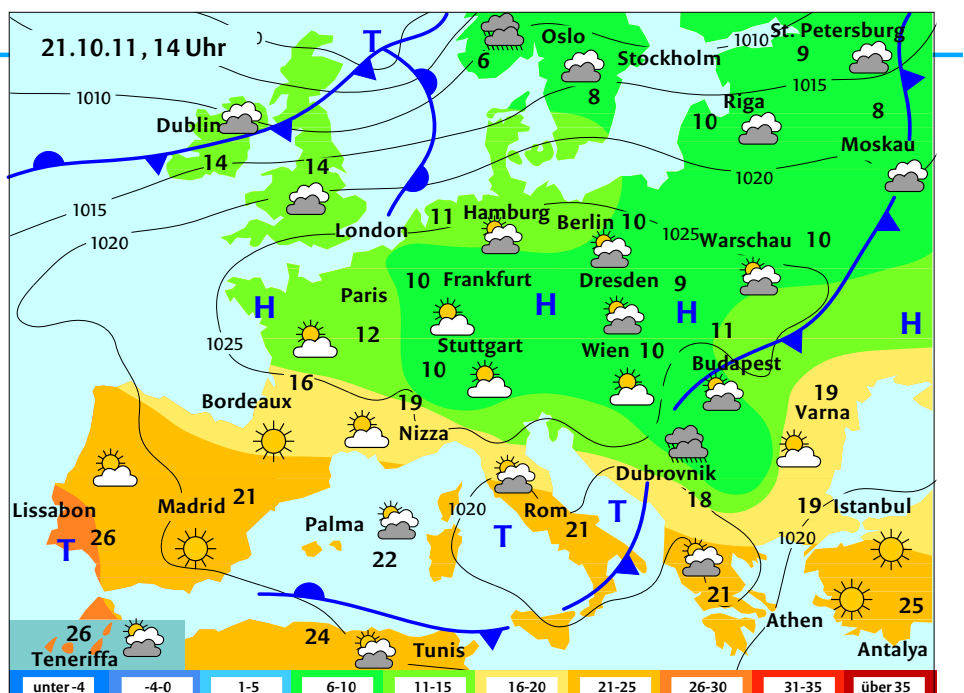 21.10.11, 14 Uhr
T
Oslo
6
Stockholm
8
1010
St. Petersburg
9
1015
1010
Dublin
14
14
Riga
10
8
Moskau
1020
1015
1020
London
11
Hamburg
Berlin 10
1025
Warschau 10
H
Paris
10
Frankfurt
H
Dresden 9
H
11
H
12
1025
Stuttgart
10
Wien 10
Budapest
16
Bordeaux
19
Nizza
19
Varna
Dubrovnik
18
Lissabon
26
T
Madrid 21
Palma
22
1020
Rom
21
T
T
19
Istanbul
1020
21
Athen
25
Antalya
26
Teneriffa
24
Tunis
unter -4
-4-0
1-5
6-10
11-15
16-20
21-25
26-30
31-35
über 35